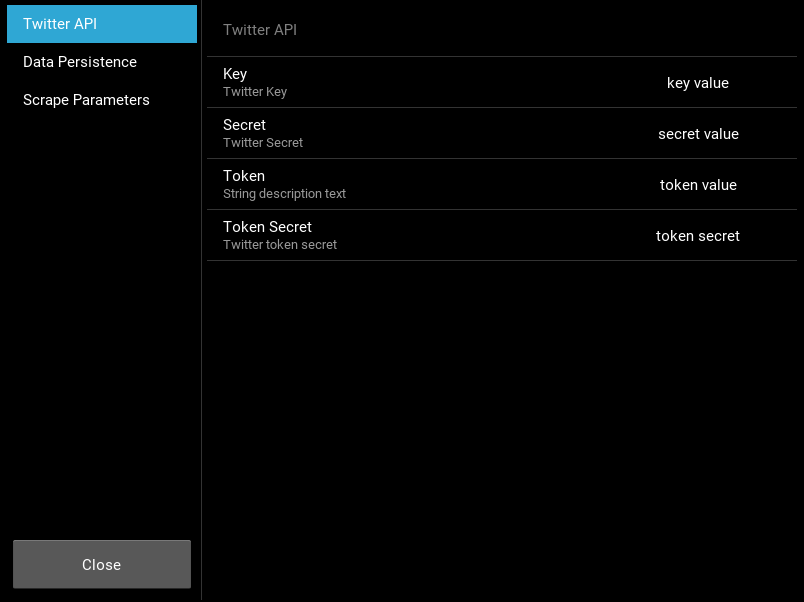 Twitter API
Data Persistence
Scrape Parameters
Close
Twitter API
Key
Twitter Key
key value
Secret
Twitter Secret
secret value
Token
String description text
token value
Token Secret
Twitter token secret
token secret